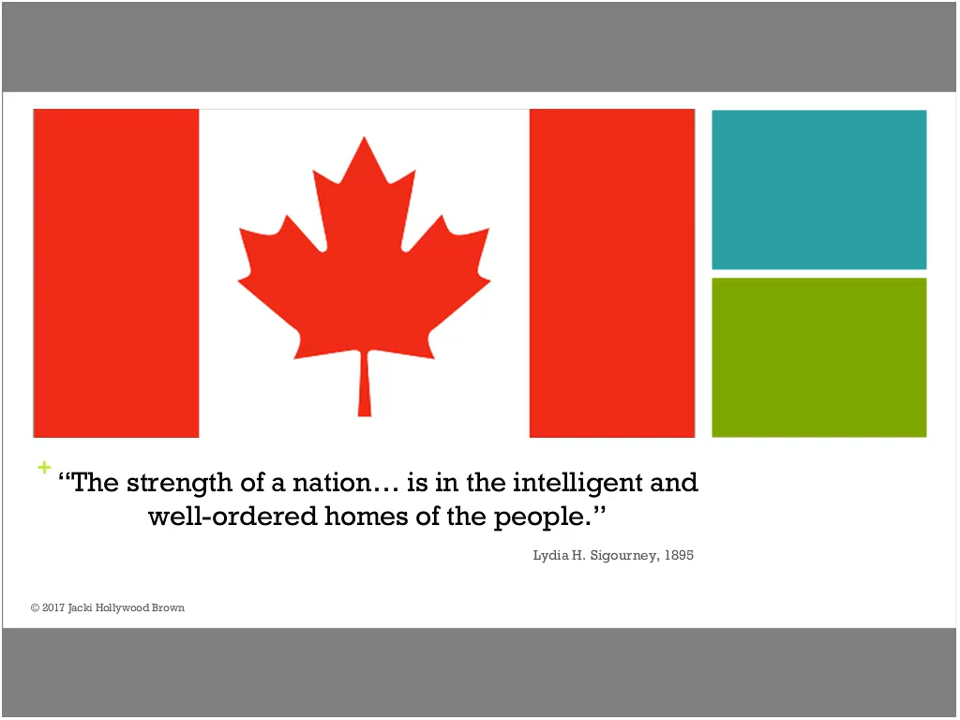 +
“The strength of a nation… is in the intelligent and
well-ordered homes of the people.”
Lydia H. Sigourney, 1895
© 2017 Jacki Hollywood Brown